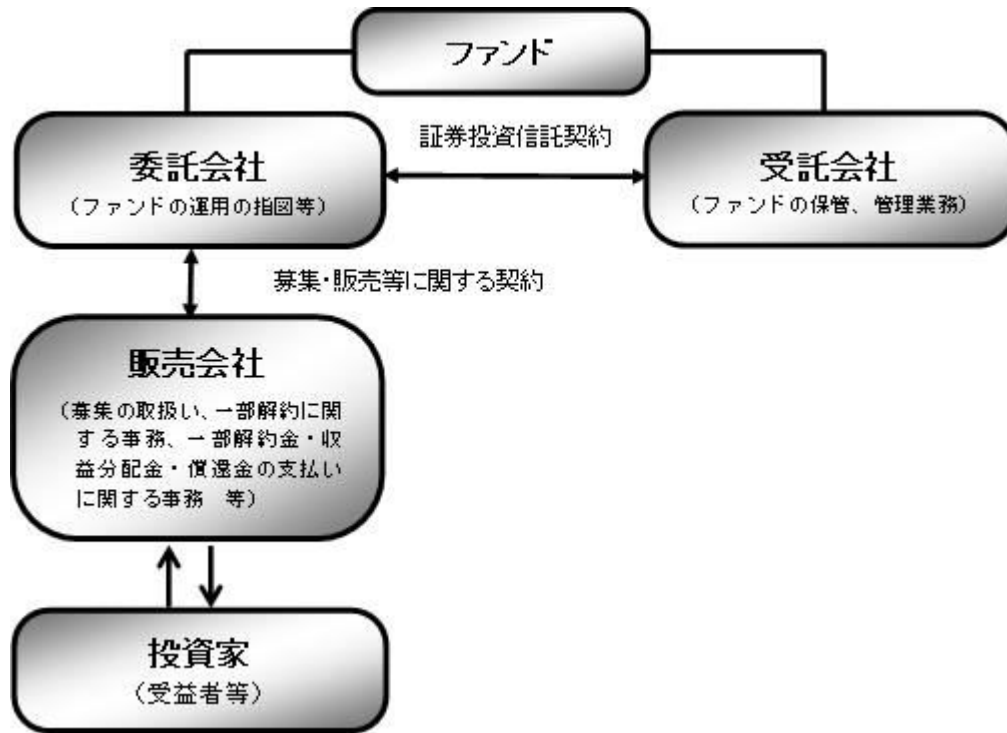 ファンド
証券投資信託契約
委託会社
（ファンドの運用の指図等）
受託会社
（ファンドの保管、管理業務）
募集・販売等に関する契約
販売会社
（募集の取扱い、一部解約に関
する事務、一部解約金・収
益分配金・償還金の支払い
に関する事務　等）
投資家
（受益者等）